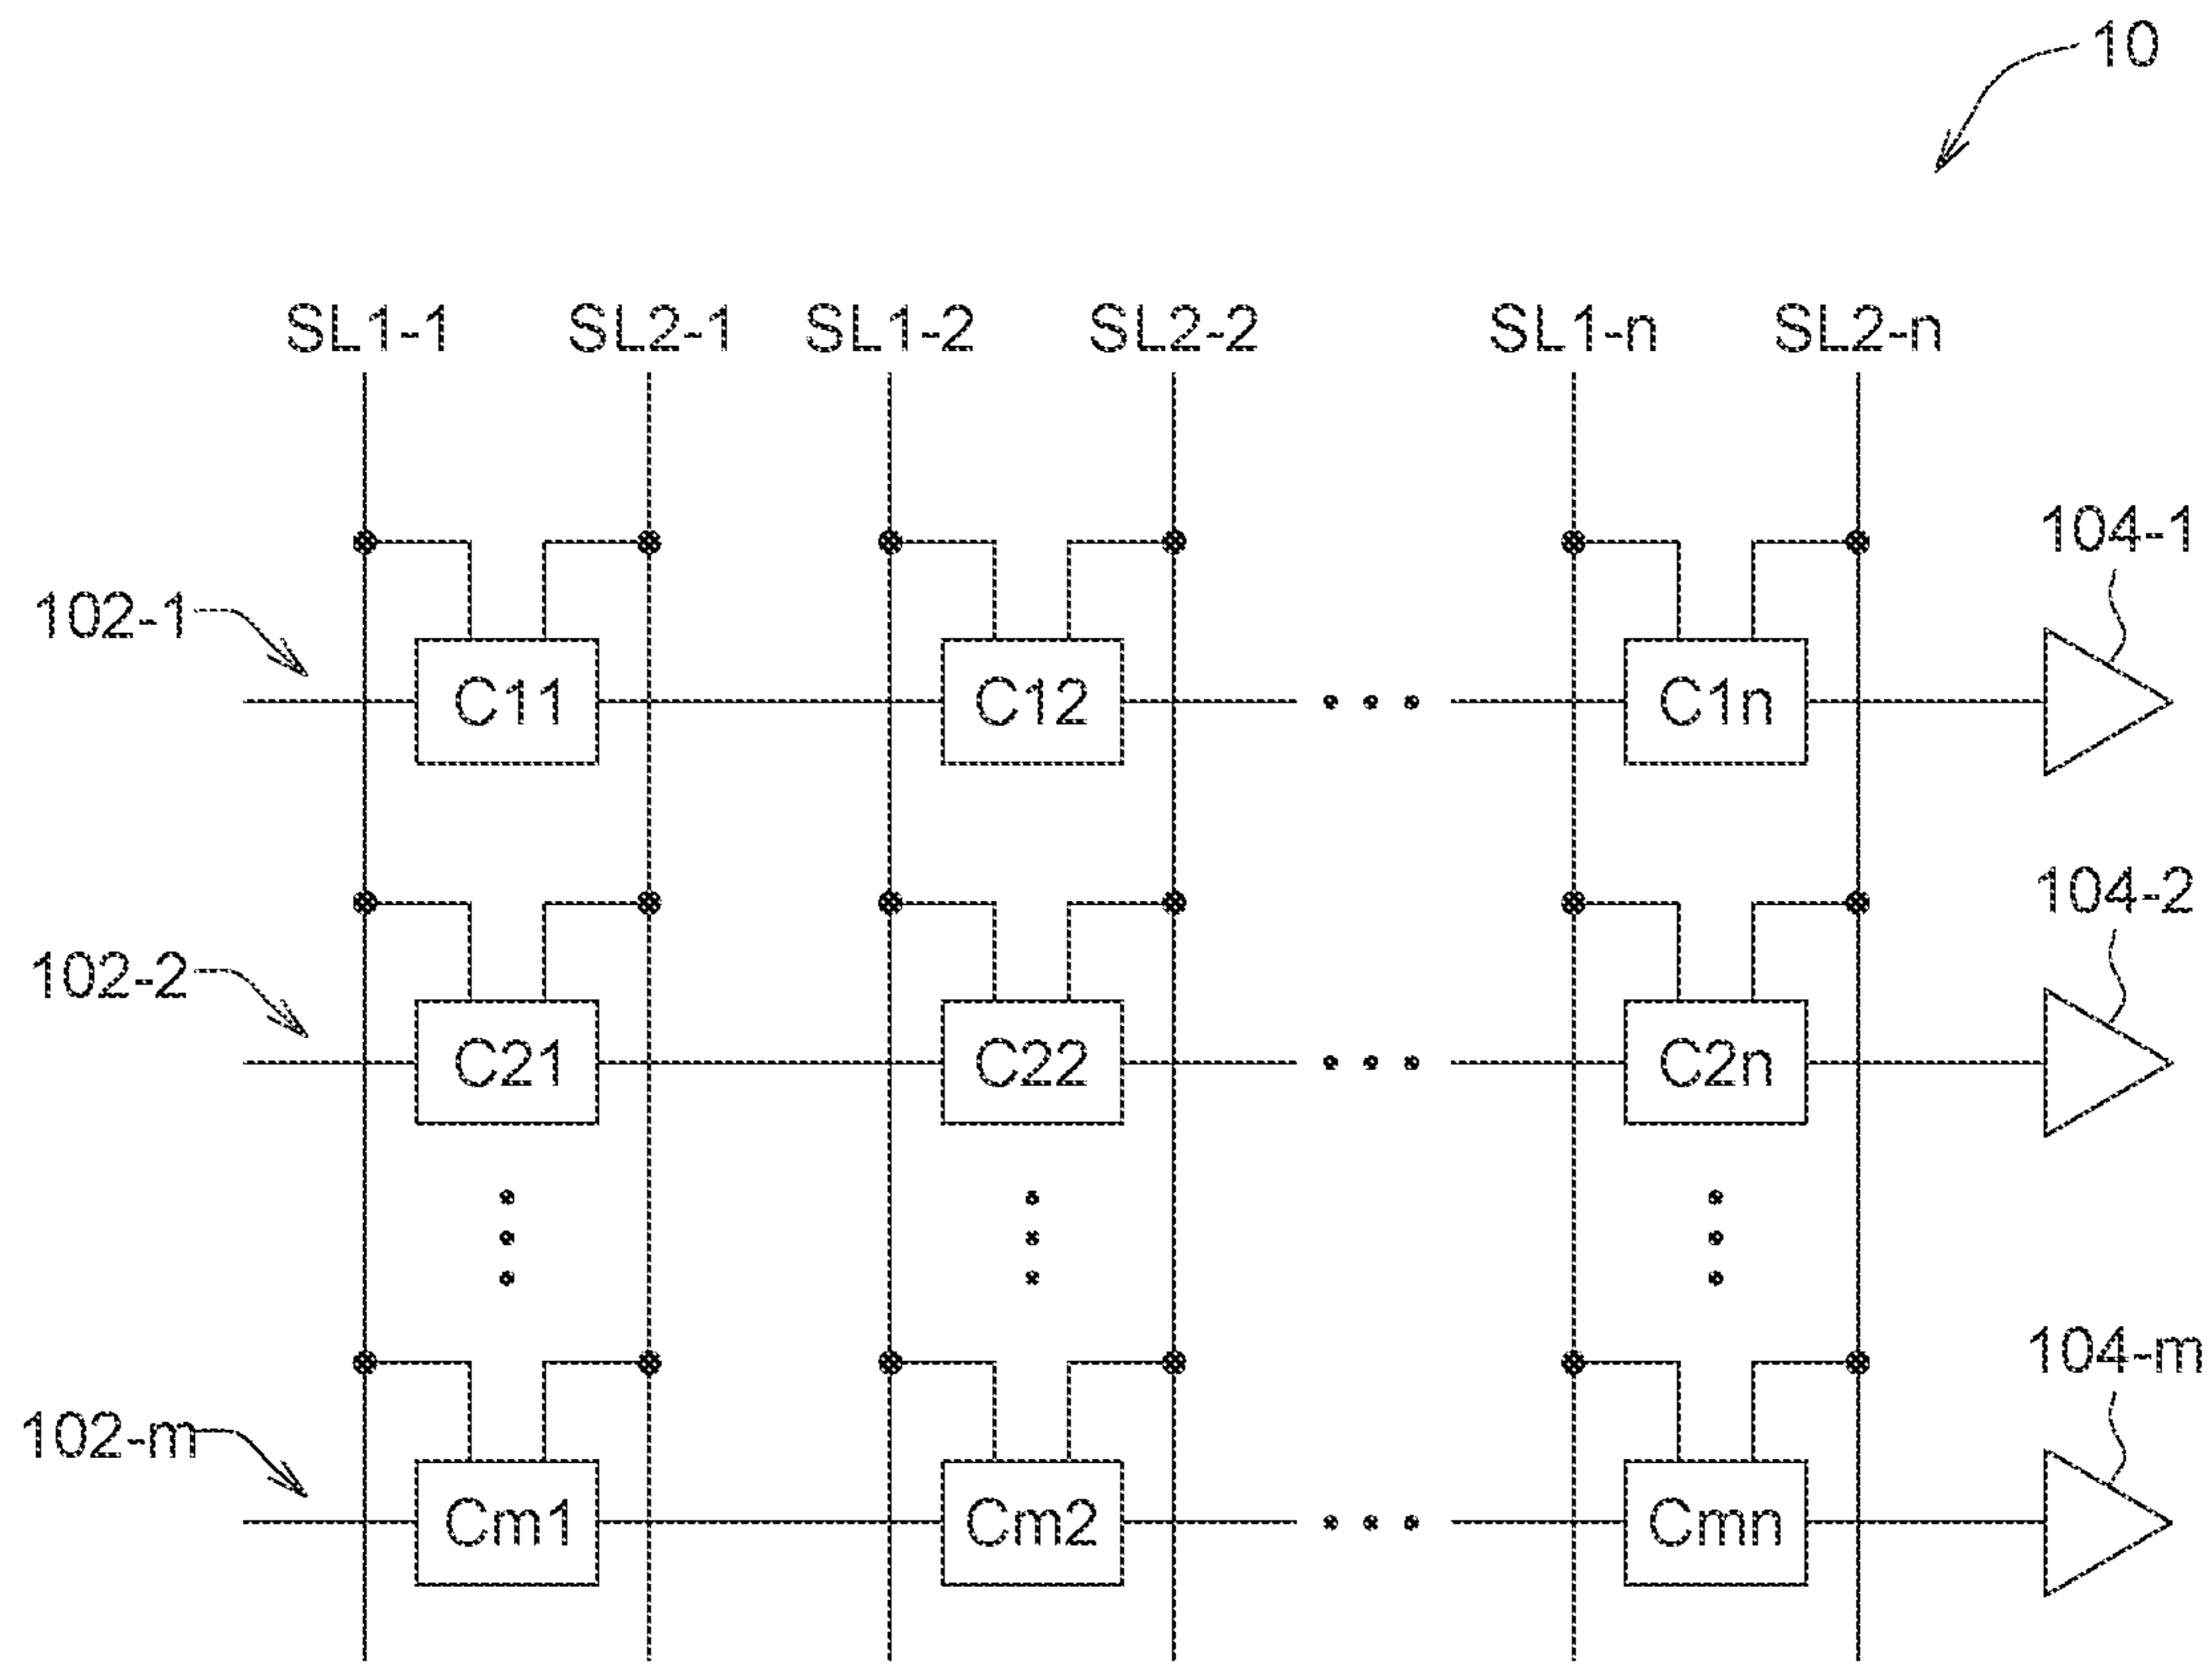 10
SL1-1 SL2-1 SL1-2 SL2-2 SL1-n SL2-n
104-1
102-1
C11 C12 C1n
104-2
102-2
C21 C22 C2n
104-m
102-m
Cm1 Cm2 Cmn